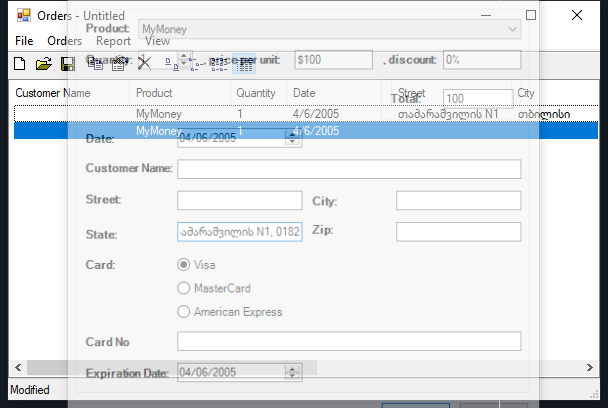 Orders - Untitled
Product: MyMoney
File Orders Report View
price per unit: $100 , discount: 0%
Customer Name Product Quantity Date Street City
Total: 100
MyMoney 1 4/6/2005 თამარაშვილის N1 თბილისი
MyMoney 1 4/6/2005
Date: 04/06/2005
Customer Name:
Street: City:
State: ამარაშვილის N1, 0182 Zip:
Card: Visa
MasterCard
American Express
Card No
Expiration Date: 04/06/2005
Modified